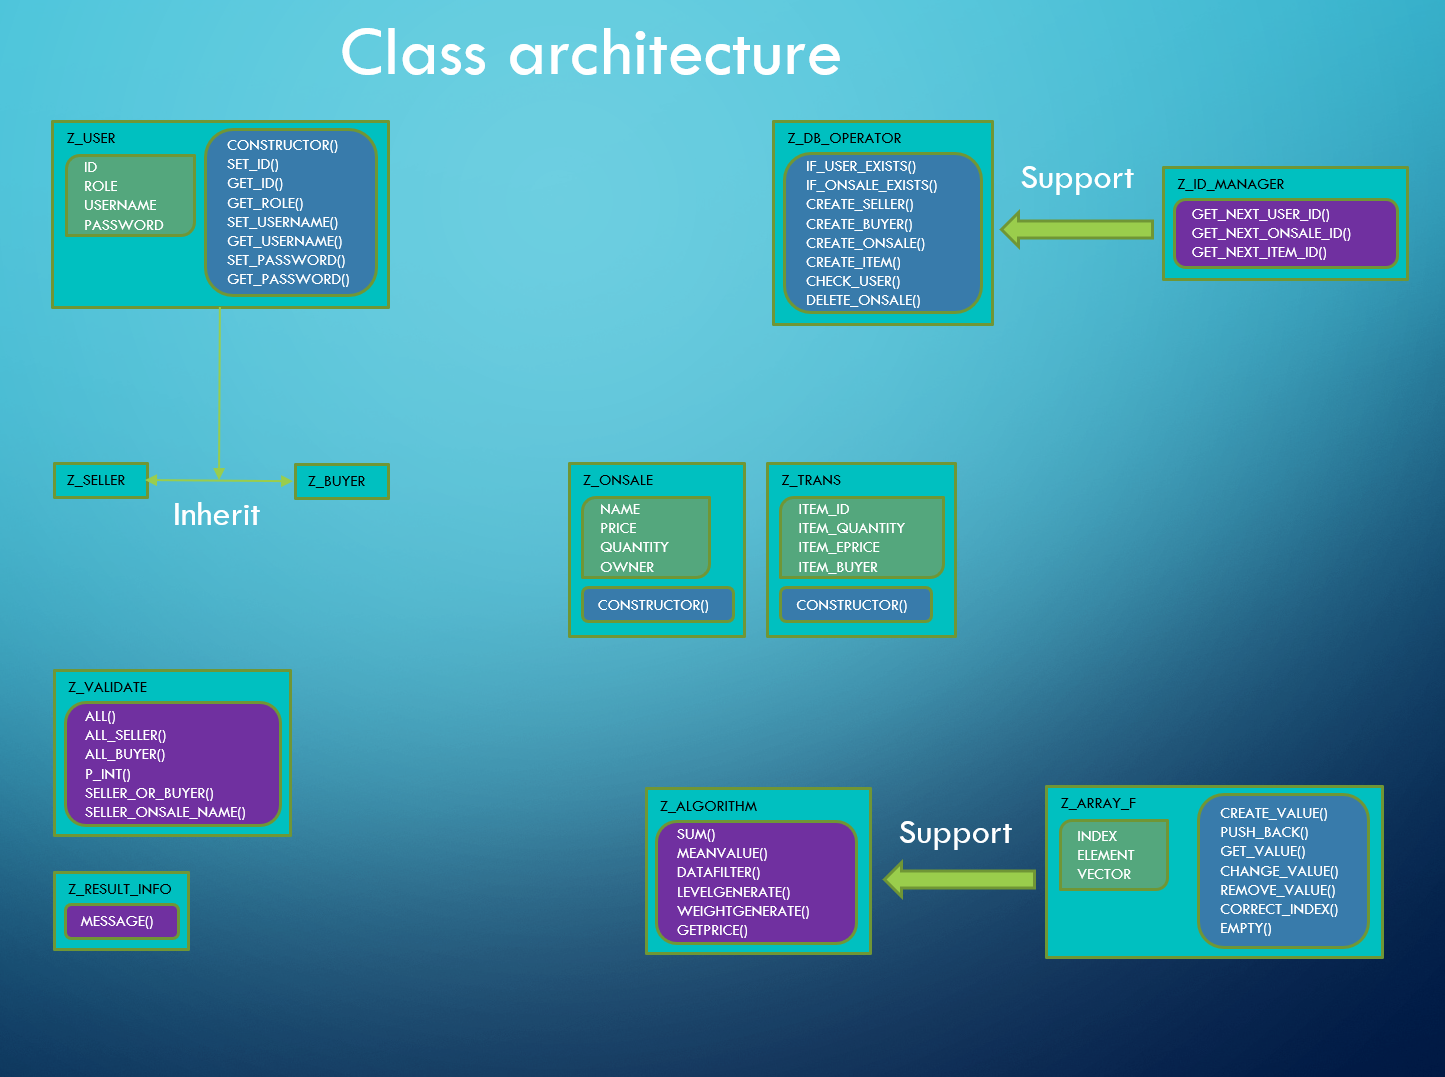 Class architecture
Z_USER
ID
ROLE
USERNAME
PASSWORD
CONSTRUCTOR()
SET_ID()
GET_ID()
GET_ROLE()
SET_USERNAME()
GET_USERNAME()
SET_PASSWORD()
GET_PASSWORD()
Z_DB_OPERATOR
IF_USER_EXISTS()
IF_ONSALE_EXISTS()
CREATE_SELLER()
CREATE_BUYER()
CREATE_ONSALE()
CREATE_ITEM()
CHECK_USER()
DELETE_ONSALE()
Support
Z_ID_MANAGER
GET_NEXT_USER_ID()
GET_NEXT_ONSALE_ID()
GET_NEXT_ITEM_ID()
Z_SELLER
Z_BUYER
Inherit
Z_ONSALE
NAME
PRICE
QUANTITY
OWNER
CONSTRUCTOR()
Z_TRANS
ITEM_ID
ITEM_QUANTITY
ITEM_EPRICE
ITEM_BUYER
CONSTRUCTOR()
Z_VALIDATE
ALL()
ALL_SELLER()
ALL_BUYER()
P_INT()
SELLER_OR_BUYER()
SELLER_ONSALE_NAME()
Z_RESULT_INFO
MESSAGE()
Z_ALGORITHM
SUM()
MEANVALUE()
DATAFILTER()
LEVELGENERATE()
WEIGHTGENERATE()
GETPRICE()
Support
Z_ARRAY_F
INDEX
ELEMENT
VECTOR
CREATE_VALUE()
PUSH_BACK()
GET_VALUE()
CHANGE_VALUE()
REMOVE_VALUE()
CORRECT_INDEX()
EMPTY()